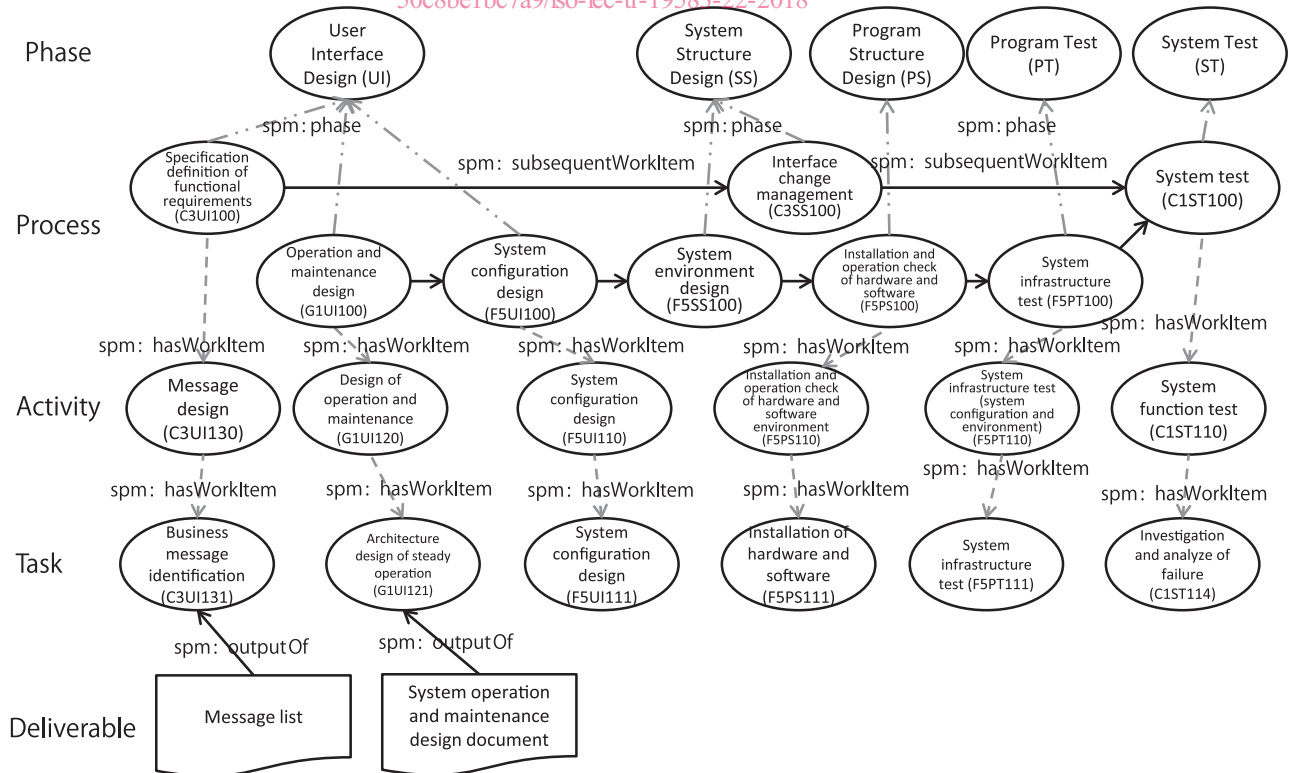 50c8be1bc7a9/iso-iec-tr-19583-22-2018
Phase
User
Interface
Design (UI)
System
Structure
Design (SS)
Program
Structure
Design (PS)
Program Test
(PT)
System Test
(ST)
spm: phase
spm: phase
spm: phase
Process
Specification
definition of
functional
requirements
(C3UI100)
spm: subsequentWorkItem
Interface
change
management
(C3SS100)
spm: subsequentWorkItem
System test
(C1ST100)
Operation and
maintenance
design
(G1UI100)
System
configuration
design
(F5UI100)
System
environment
design
(F5SS100)
Installation and
operation check
of hardware and
software
(F5PS100)
System
infrastructure
test (F5PT100)
spm: hasWorkItem
spm: hasWorkItem
spm: hasWorkItem
spm: hasWorkItem
spm: hasWorkItem
spm: hasWorkItem
Activity
Message
design
(C3UI130)
Design of
operation and
maintenance
(G1UI120)
System
configuration
design
(F5UI110)
Installation and
operation check
of hardware and
software
environment
(F5PS110)
System
infrastructure test
(system
configuration and
environment)
(F5PT110)
System
function test
(C1ST110)
spm: hasWorkItem
spm: hasWorkItem
spm: hasWorkItem
spm: hasWorkItem
spm: hasWorkItem
spm: hasWorkItem
Task
Business
message
identification
(C3UI131)
Architecture
design of steady
operation
(G1UI121)
System
configuration
design
(F5UI111)
Installation of
hardware and
software
(F5PS111)
System
infrastructure
test (F5PT111)
Investigation
and analyze of
failure
(C1ST114)
spm: outputOf
spm: outputOf
Deliverable
Message list
System operation
and maintenance
design document